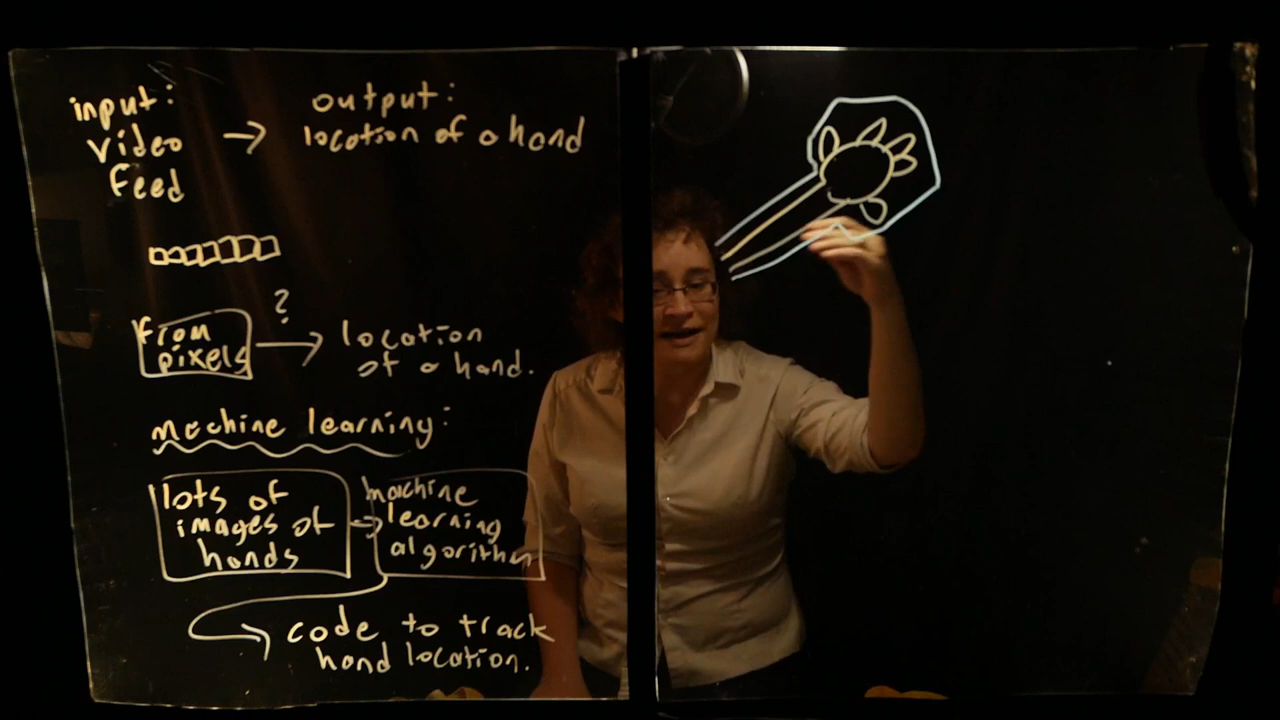 input:
video
feed
→
output:
location of a hand
from
pixels
?
→
location
of a hand.
machine learning:
lots of
images of
hands
→
machine
learning
algorithm
code to track
hand location.